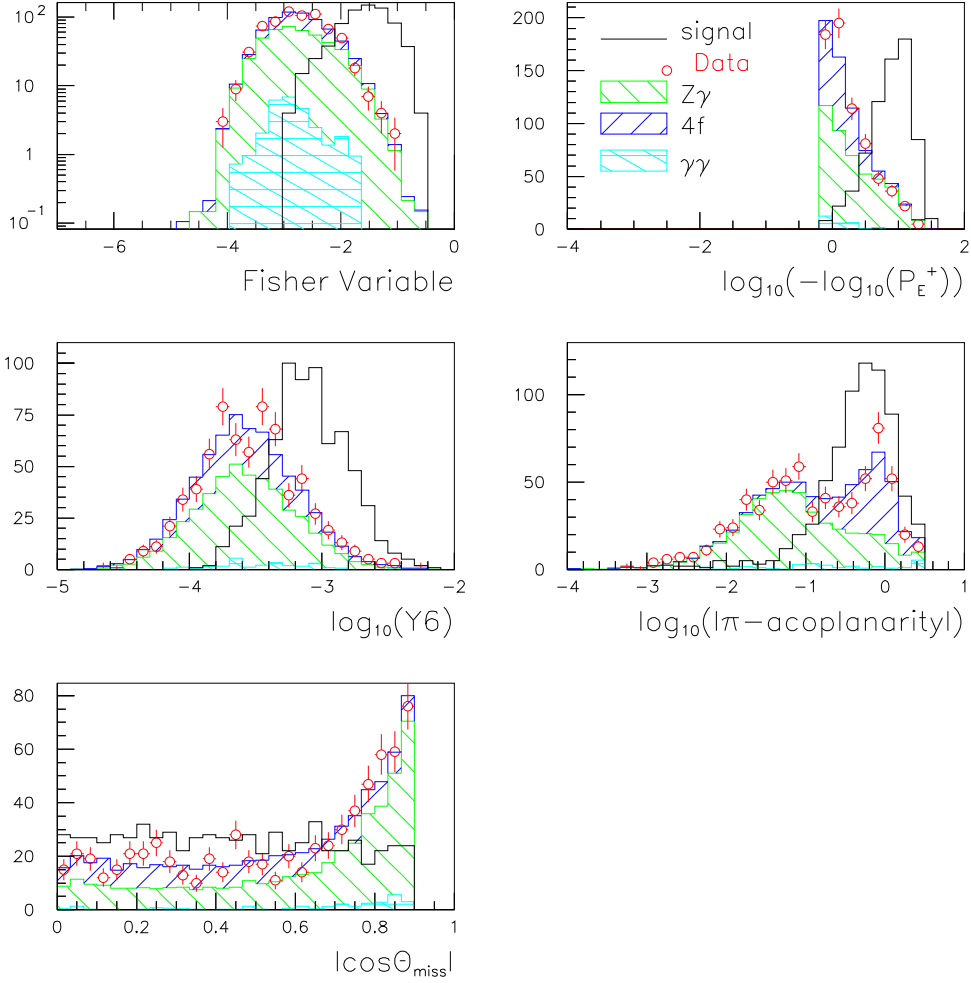 10²
10
1
10⁻¹
-6 -4 -2 0
Fisher Variable
200
150
100
50
0
-4 -2 0 2
log₁₀(-log₁₀(P_E⁺))
signal
Data
Zγ
4f
γγ
100
75
50
25
0
-5 -4 -3 -2
log₁₀(Y6)
100
50
0
-4 -3 -2 -1 0 1
log₁₀(|π-acoplanarity|)
80
60
40
20
0
0 0.2 0.4 0.6 0.8 1
|cosΘ_miss|